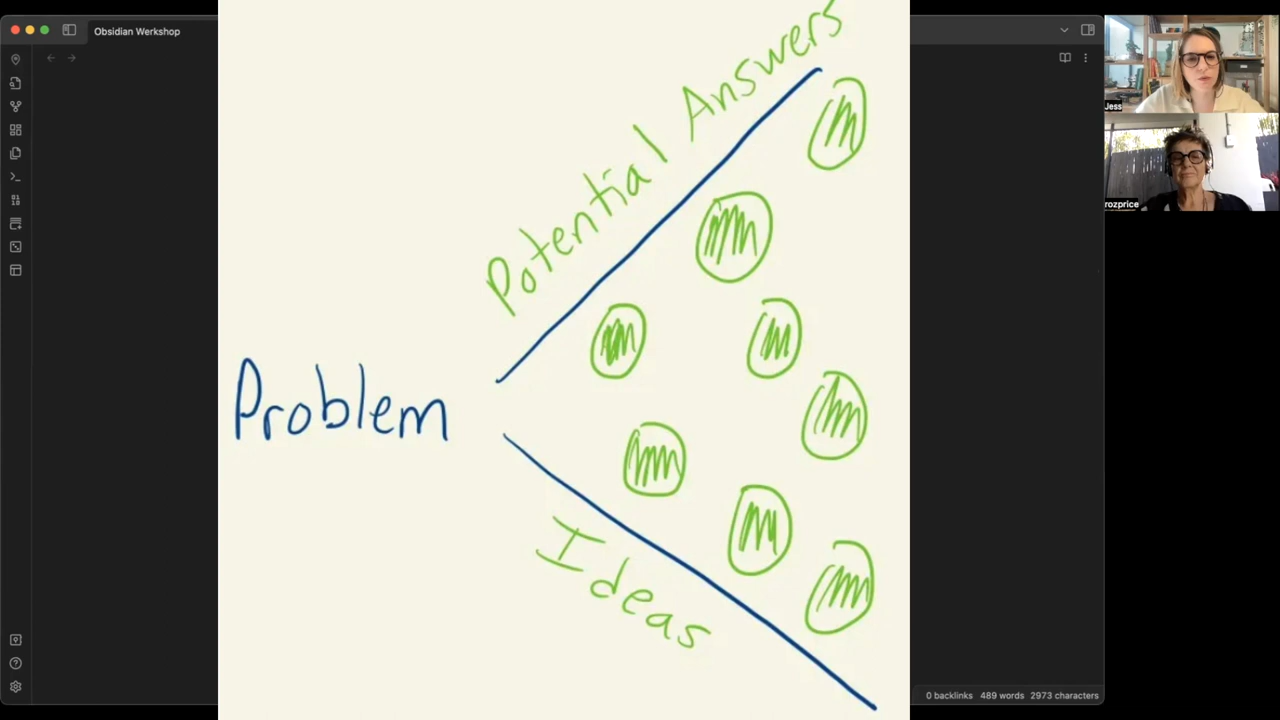 Obsidian Werkshop
Jess
rozprice
Potential Answers
Problem
Ideas
0 backlinks 489 words 2973 characters